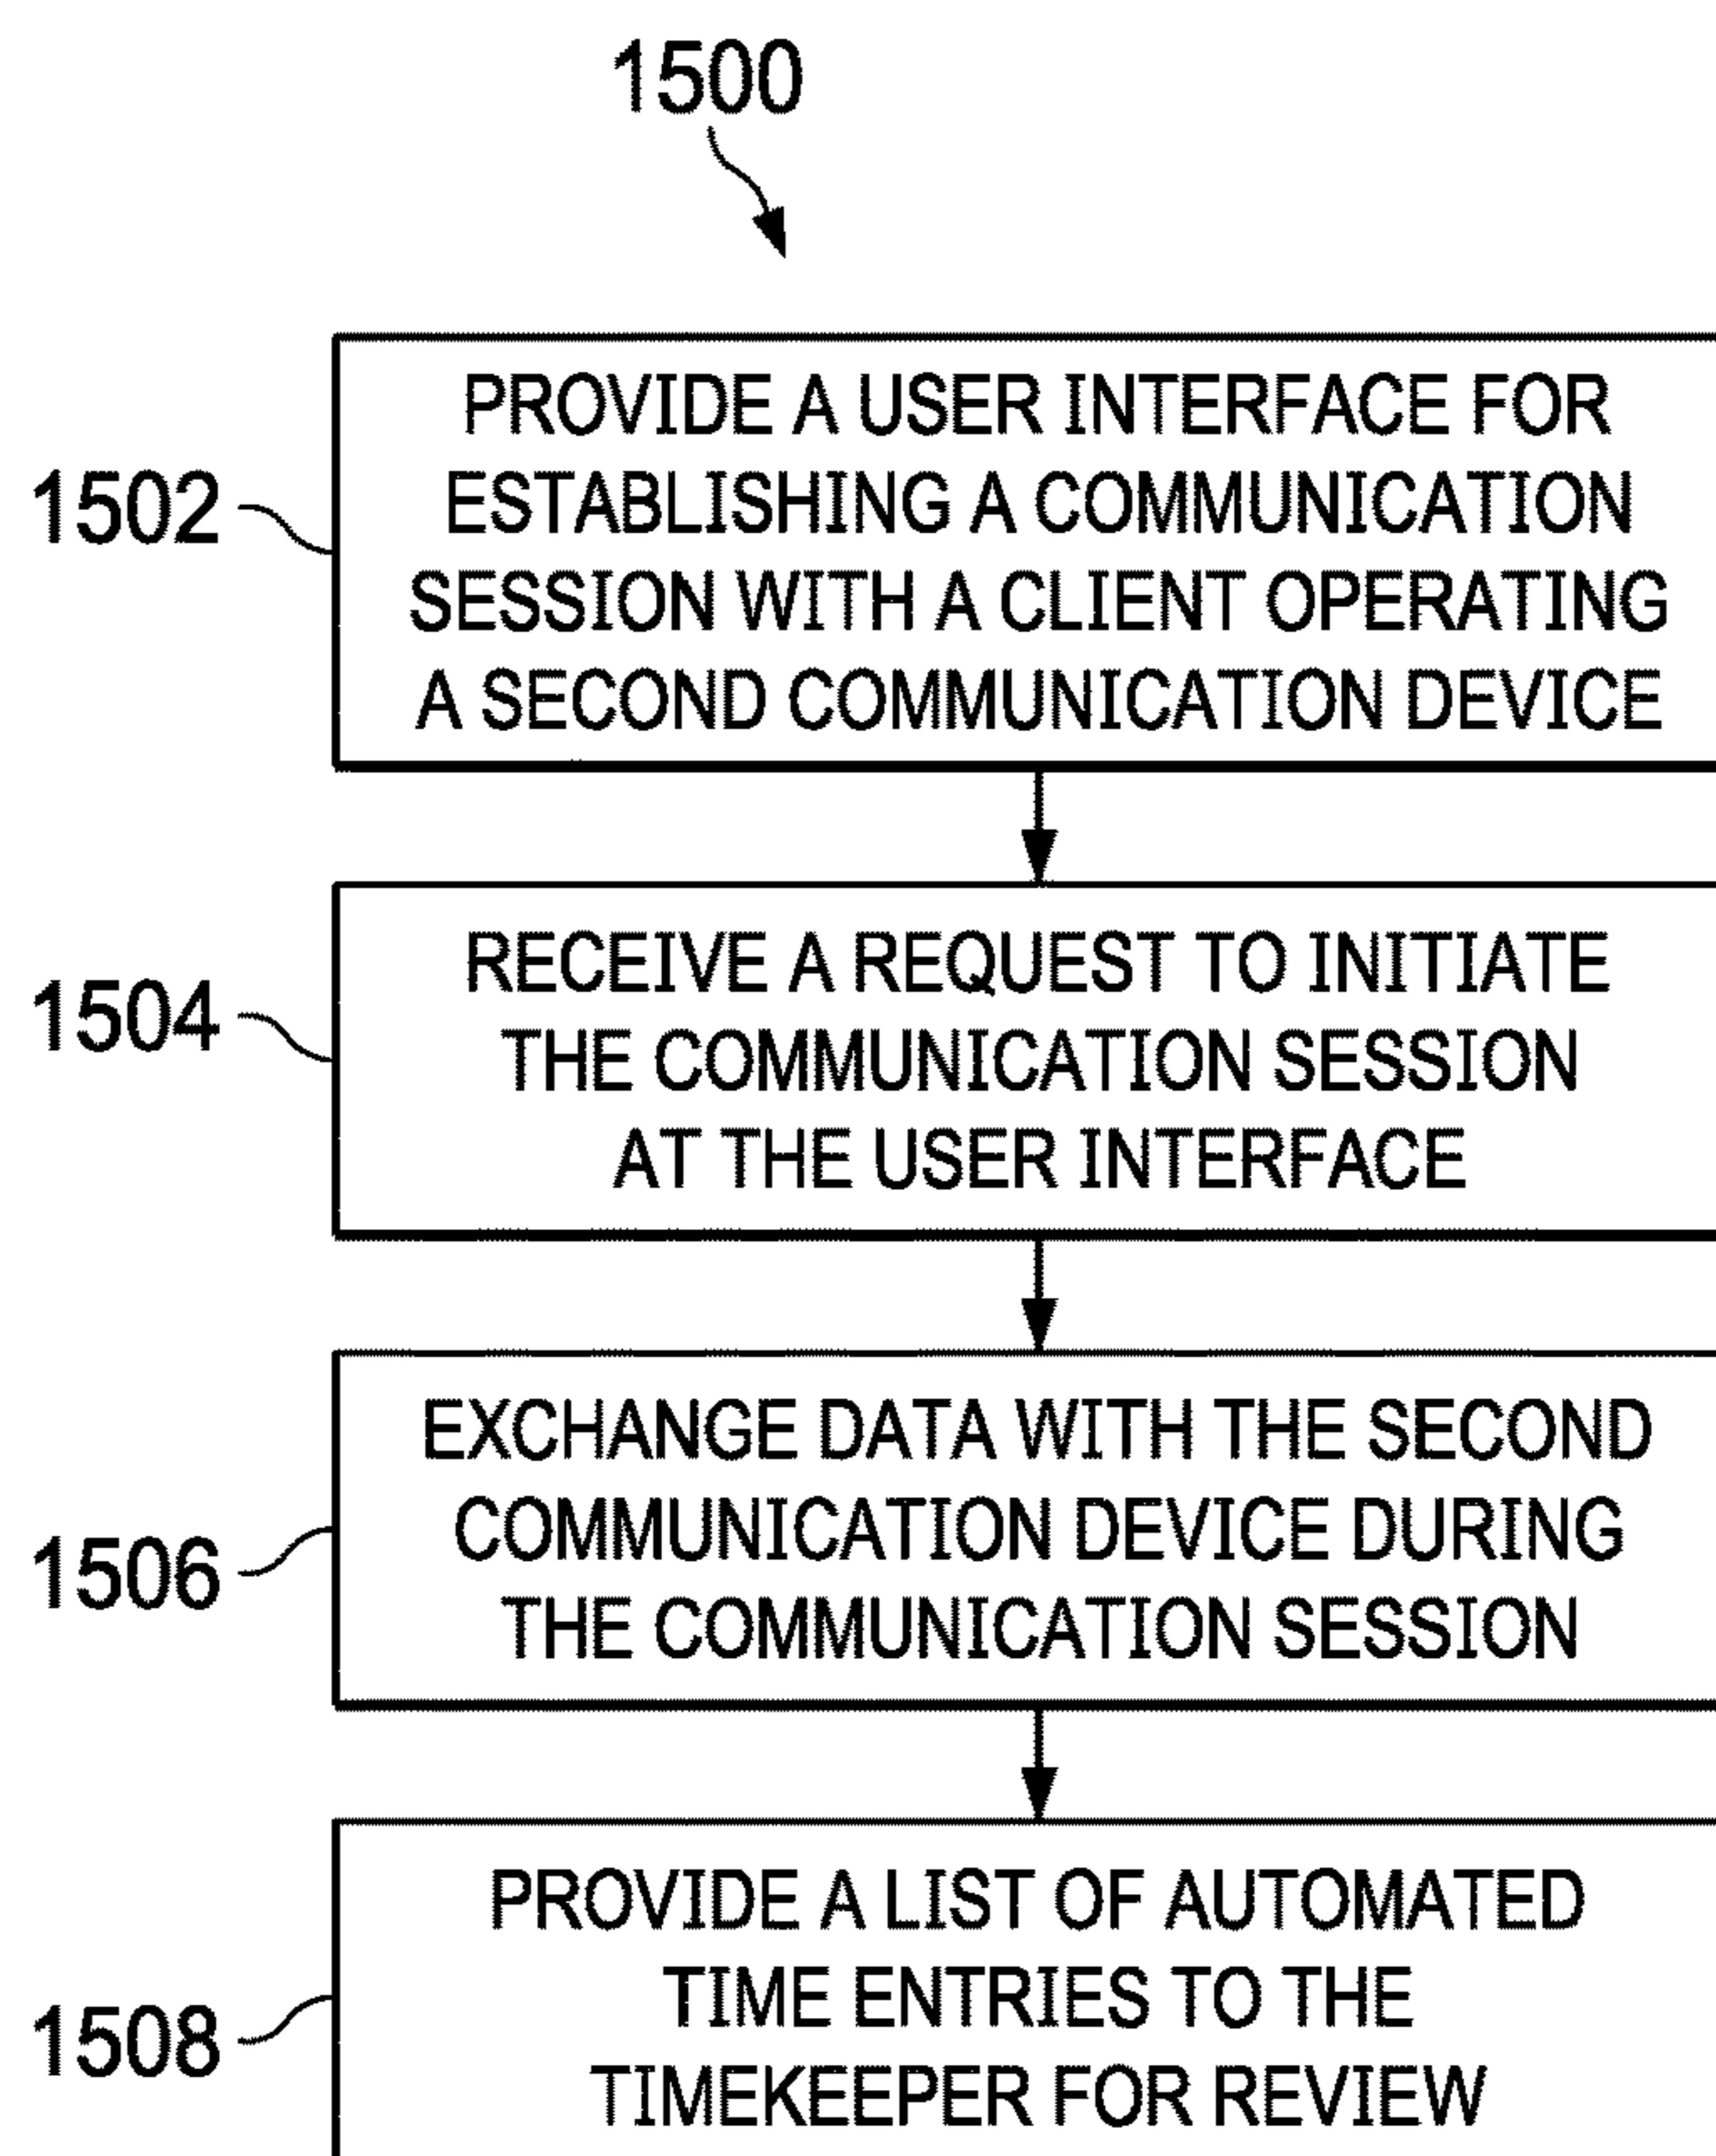 1500
1502
PROVIDE A USER INTERFACE FOR
ESTABLISHING A COMMUNICATION
SESSION WITH A CLIENT OPERATING
A SECOND COMMUNICATION DEVICE
1504
RECEIVE A REQUEST TO INITIATE
THE COMMUNICATION SESSION
AT THE USER INTERFACE
1506
EXCHANGE DATA WITH THE SECOND
COMMUNICATION DEVICE DURING
THE COMMUNICATION SESSION
1508
PROVIDE A LIST OF AUTOMATED
TIME ENTRIES TO THE
TIMEKEEPER FOR REVIEW